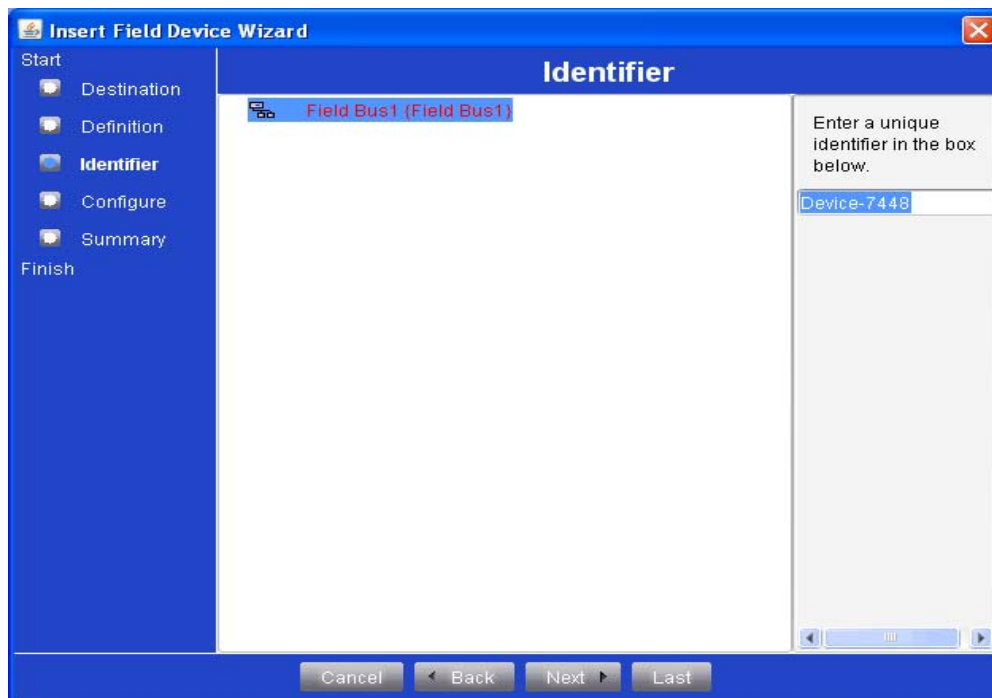 Insert Field Device Wizard
Start
Destination
Definition
Identifier
Configure
Summary
Finish
Identifier
Field Bus1 (Field Bus1)
Enter a unique
identifier in the box
below.
Device-7448
Cancel
Back
Next
Last